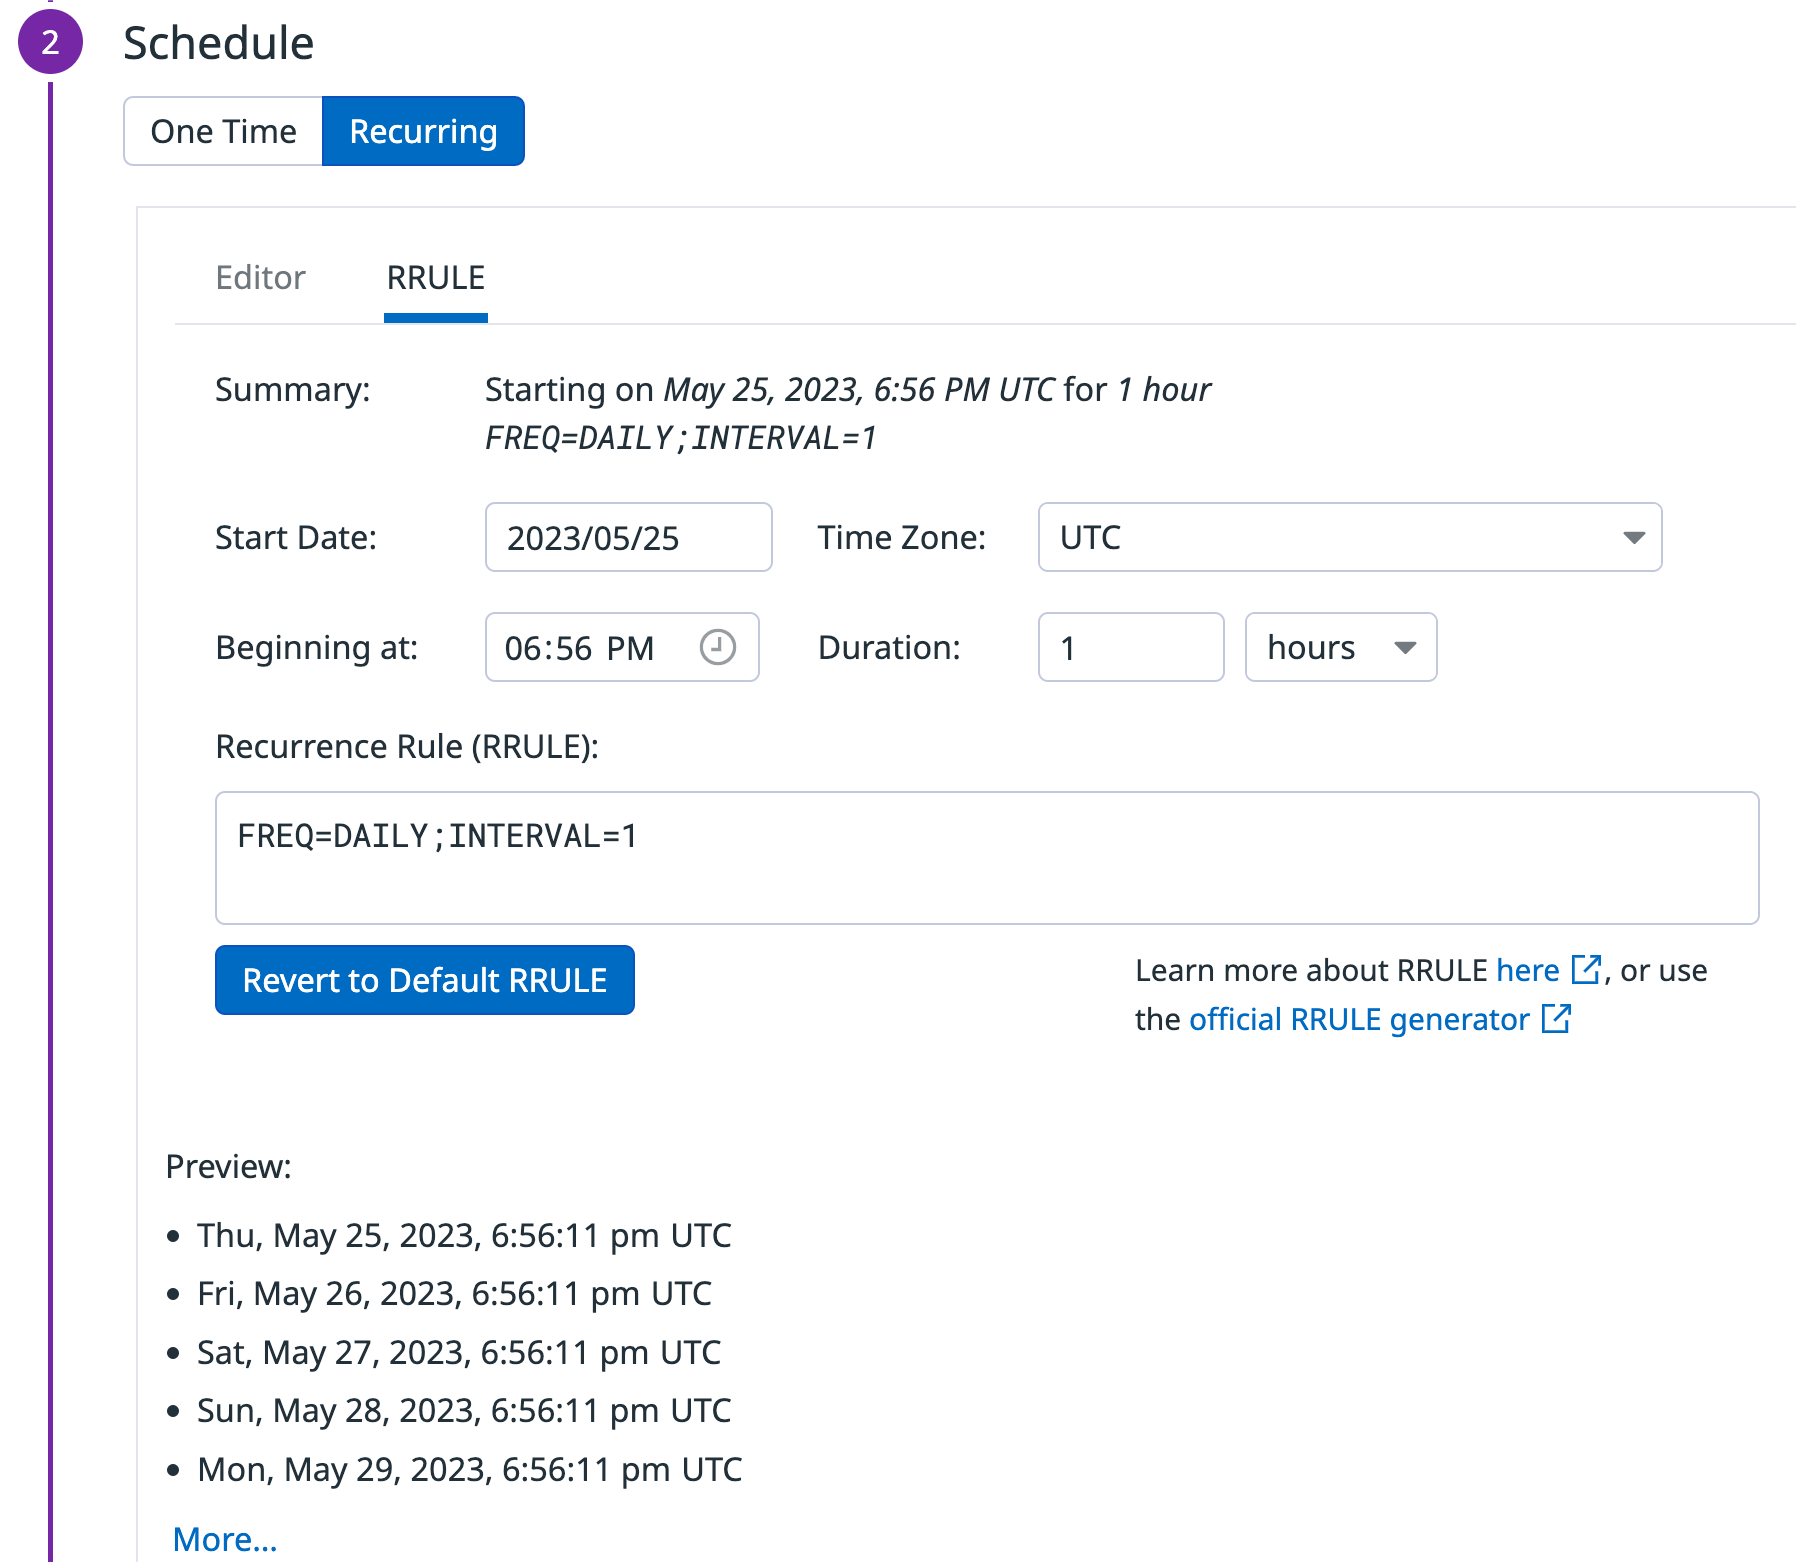 2
Schedule
One Time
Recurring
Editor
RRULE
Summary:
Starting on May 25, 2023, 6:56 PM UTC for 1 hour
FREQ=DAILY;INTERVAL=1
Start Date:
2023/05/25
Time Zone:
UTC
Beginning at:
06:56 PM
Duration:
1
hours
Recurrence Rule (RRULE):
FREQ=DAILY;INTERVAL=1
Revert to Default RRULE
Learn more about RRULE here, or use
the official RRULE generator
Preview:
• Thu, May 25, 2023, 6:56:11 pm UTC
• Fri, May 26, 2023, 6:56:11 pm UTC
• Sat, May 27, 2023, 6:56:11 pm UTC
• Sun, May 28, 2023, 6:56:11 pm UTC
• Mon, May 29, 2023, 6:56:11 pm UTC
More...